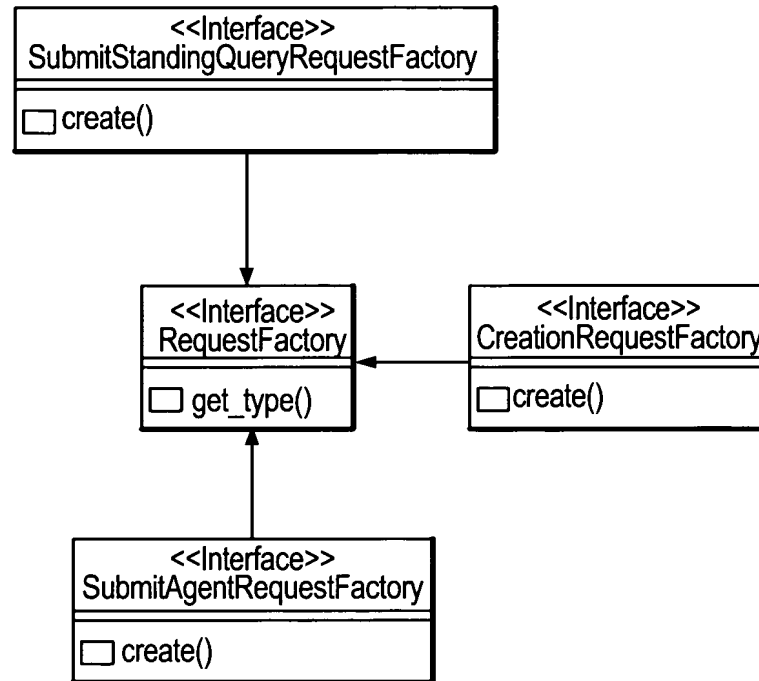 <<Interface>>
SubmitStandingQueryRequestFactory
create()
<<Interface>>
RequestFactory
get_type()
<<Interface>>
CreationRequestFactory
create()
<<Interface>>
SubmitAgentRequestFactory
create()